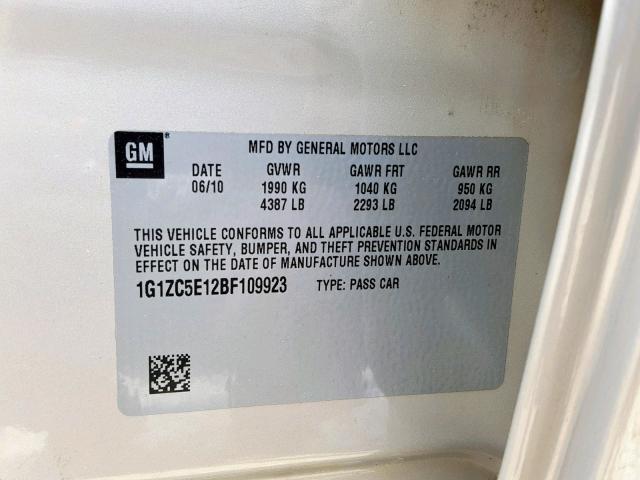 GM
MFD BY GENERAL MOTORS LLC
DATE GVWR GAWR FRT GAWR RR
06/10 1990 KG 1040 KG 950 KG
4387 LB 2293 LB 2094 LB
THIS VEHICLE CONFORMS TO ALL APPLICABLE U.S. FEDERAL MOTOR
VEHICLE SAFETY, BUMPER, AND THEFT PREVENTION STANDARDS IN
EFFECT ON THE DATE OF MANUFACTURE SHOWN ABOVE.
1G1ZC5E12BF109923 TYPE: PASS CAR